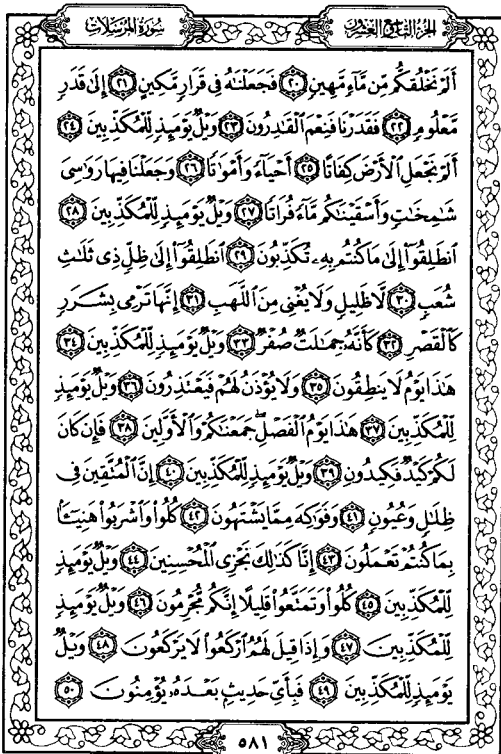 الجزء التاسع والعشرون
سورة المرسلات
أَلَمْ نَخْلُقكُّم مِّن مَّآءٍ مَّهِينٍ ٢٠ فَجَعَلْنَٰهُ فِى قَرَارٍ مَّكِينٍ ٢١ إِلَىٰ قَدَرٍ
مَّعْلُومٍ ٢٢ فَقَدَرْنَا فَنِعْمَ ٱلْقَٰدِرُونَ ٢٣ وَيْلٌ يَوْمَئِذٍ لِّلْمُكَذِّبِينَ ٢٤
أَلَمْ نَجْعَلِ ٱلْأَرْضَ كِفَاتًا ٢٥ أَحْيَآءً وَأَمْوَٰتًا ٢٦ وَجَعَلْنَا فِيهَا رَوَٰسِىَ
شَٰمِخَٰتٍ وَأَسْقَيْنَٰكُم مَّآءً فُرَاتًا ٢٧ وَيْلٌ يَوْمَئِذٍ لِّلْمُكَذِّبِينَ ٢٨
ٱنطَلِقُوٓا۟ إِلَىٰ مَا كُنتُم بِهِۦ تُكَذِّبُونَ ٢٩ ٱنطَلِقُوٓا۟ إِلَىٰ ظِلٍّ ذِى ثَلَٰثِ
شُعَبٍ ٣٠ لَّا ظَلِيلٍ وَلَا يُغْنِى مِنَ ٱللَّهَبِ ٣١ إِنَّهَا تَرْمِى بِشَرَرٍ
كَٱلْقَصْرِ ٣٢ كَأَنَّهُۥ جِمَٰلَتٌ صُفْرٌ ٣٣ وَيْلٌ يَوْمَئِذٍ لِّلْمُكَذِّبِينَ ٣٤
هَٰذَا يَوْمُ لَا يَنطِقُونَ ٣٥ وَلَا يُؤْذَنُ لَهُمْ فَيَعْتَذِرُونَ ٣٦ وَيْلٌ يَوْمَئِذٍ
لِّلْمُكَذِّبِينَ ٣٧ هَٰذَا يَوْمُ ٱلْفَصْلِ ۖ جَمَعْنَٰكُمْ وَٱلْأَوَّلِينَ ٣٨ فَإِن كَانَ
لَكُمْ كَيْدٌ فَكِيدُونِ ٣٩ وَيْلٌ يَوْمَئِذٍ لِّلْمُكَذِّبِينَ ٤٠ إِنَّ ٱلْمُتَّقِينَ فِى
ظِلَٰلٍ وَعُيُونٍ ٤١ وَفَوَٰكِهَ مِمَّا يَشْتَهُونَ ٤٢ كُلُوا۟ وَٱشْرَبُوا۟ هَنِيٓـًٔۢا
بِمَا كُنتُمْ تَعْمَلُونَ ٤٣ إِنَّا كَذَٰلِكَ نَجْزِى ٱلْمُحْسِنِينَ ٤٤ وَيْلٌ يَوْمَئِذٍ
لِّلْمُكَذِّبِينَ ٤٥ كُلُوا۟ وَتَمَتَّعُوا۟ قَلِيلًا إِنَّكُم مُّجْرِمُونَ ٤٦ وَيْلٌ يَوْمَئِذٍ
لِّلْمُكَذِّبِينَ ٤٧ وَإِذَا قِيلَ لَهُمُ ٱرْكَعُوا۟ لَا يَرْكَعُونَ ٤٨ وَيْلٌ
يَوْمَئِذٍ لِّلْمُكَذِّبِينَ ٤٩ فَبِأَىِّ حَدِيثٍۭ بَعْدَهُۥ يُؤْمِنُونَ ٥٠
٥٨١